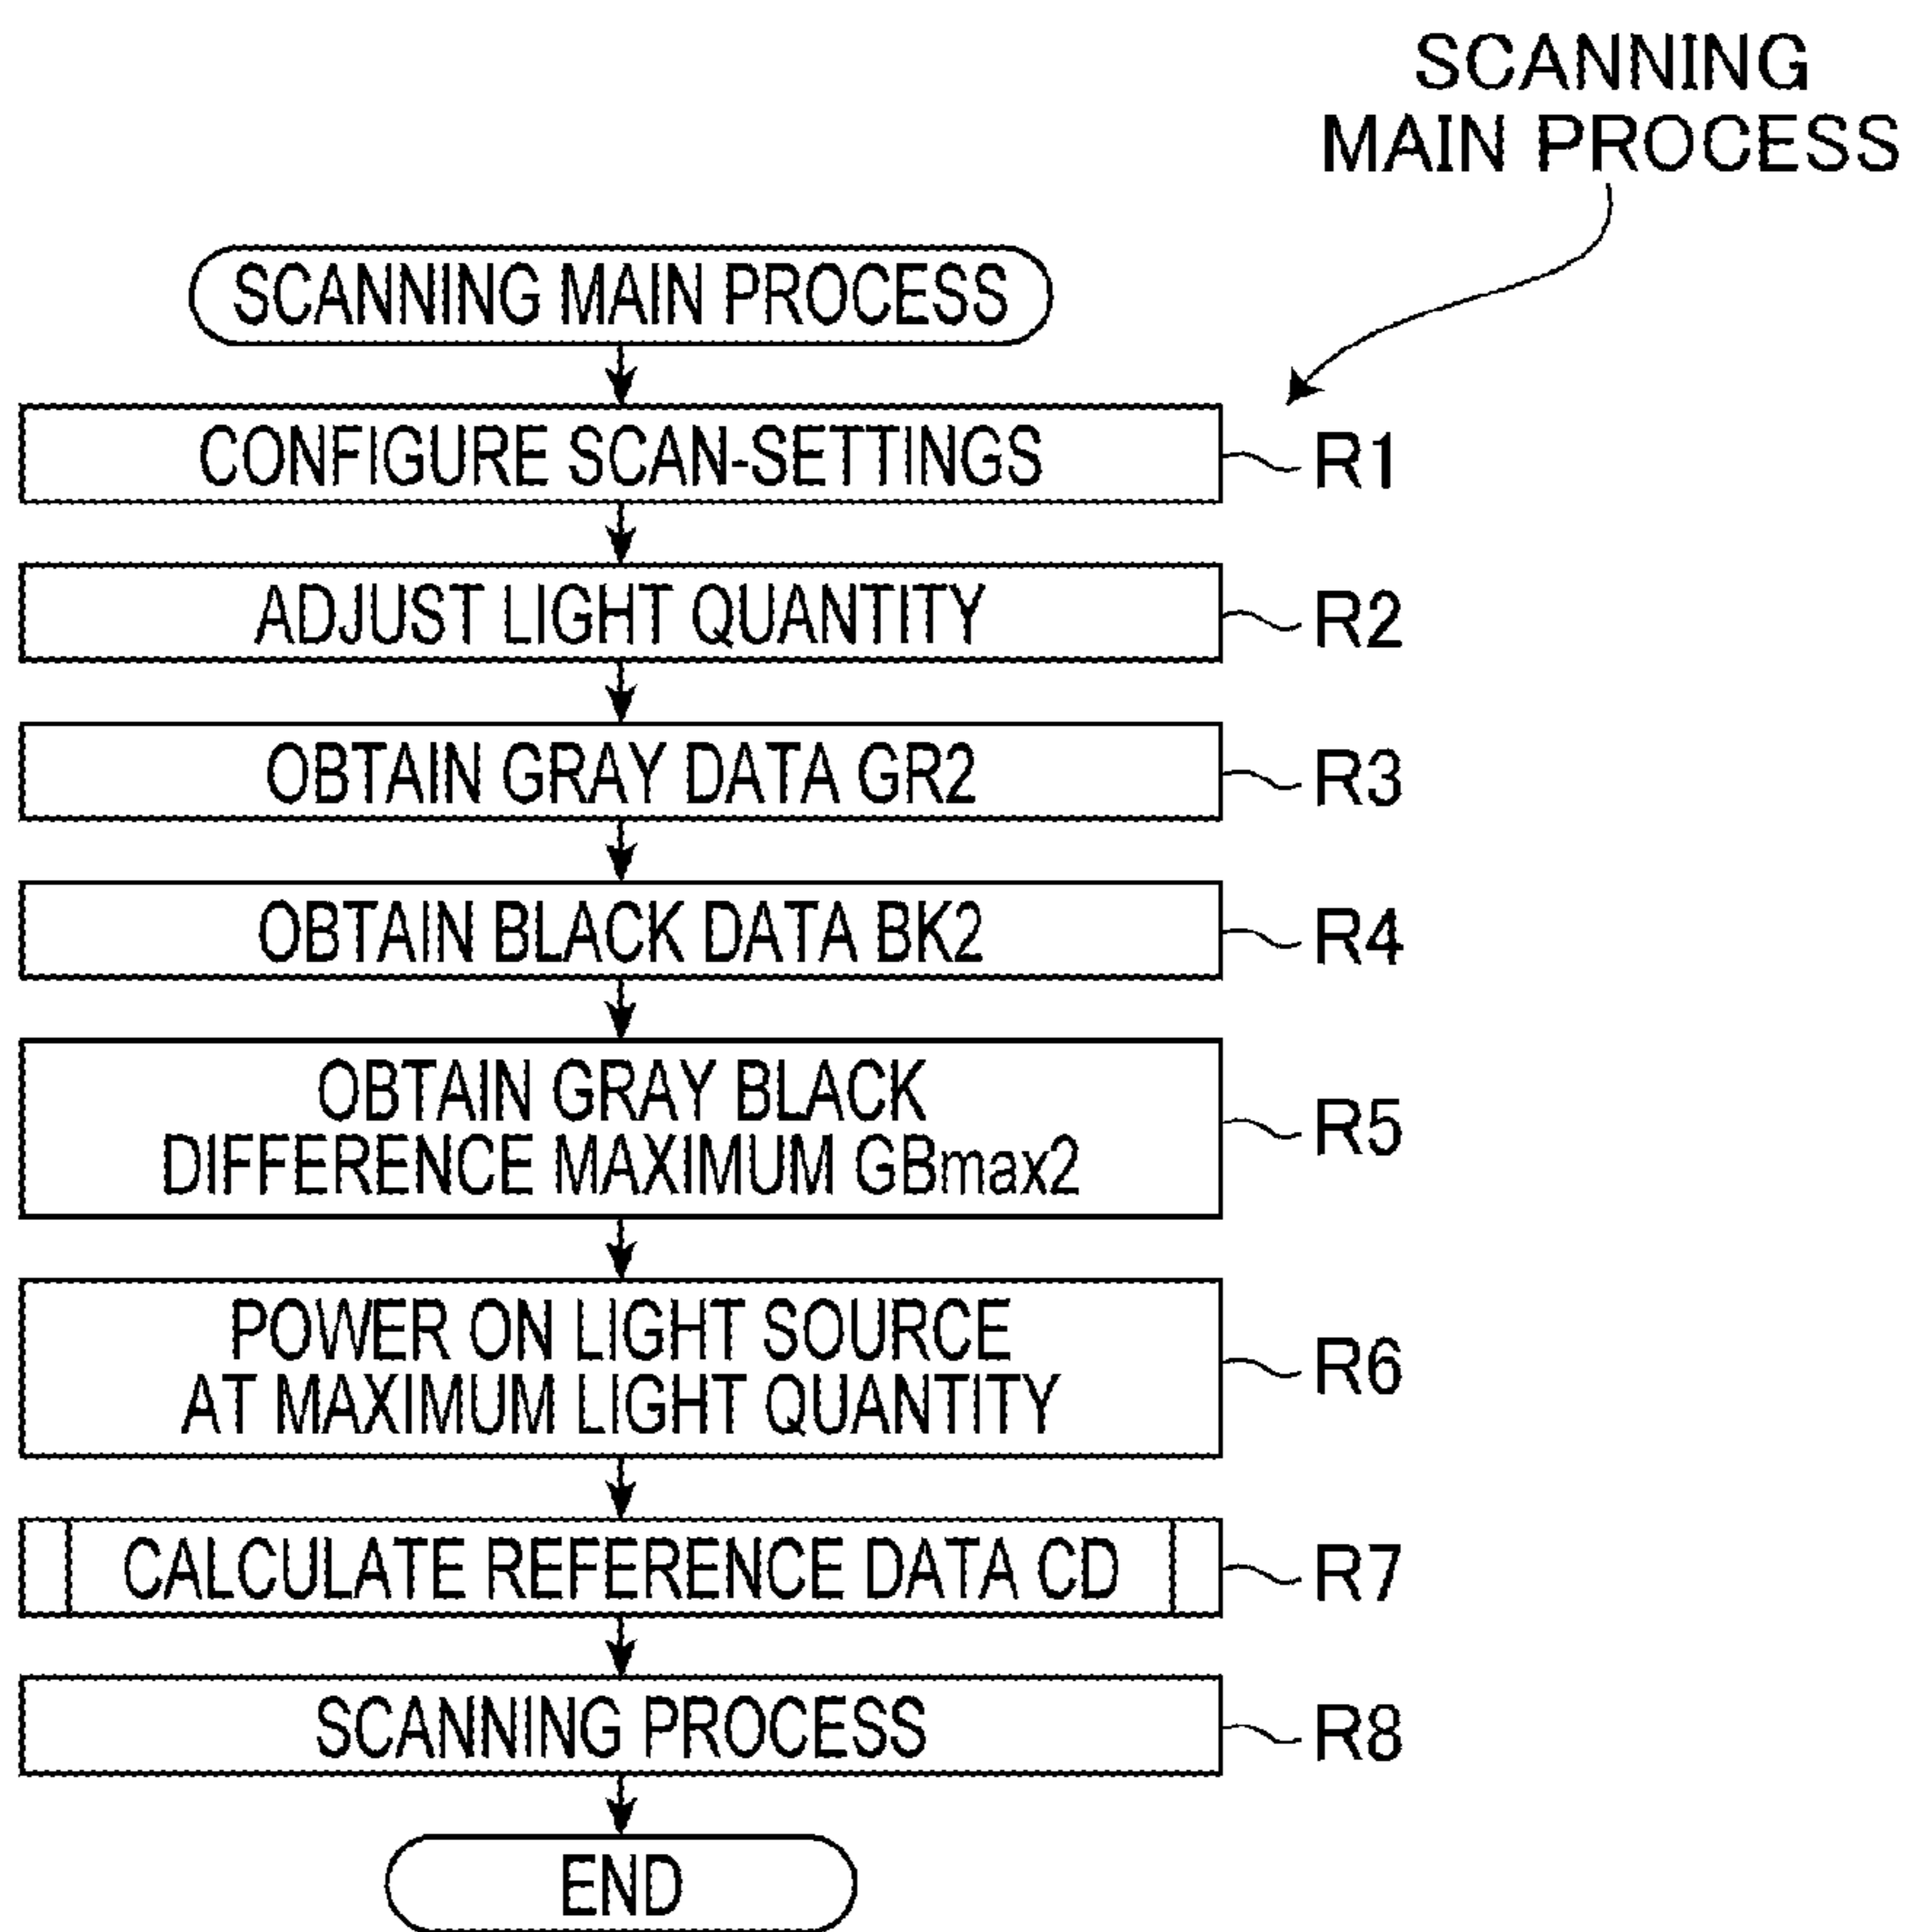 SCANNING
MAIN PROCESS
SCANNING MAIN PROCESS
CONFIGURE SCAN-SETTINGS
R1
ADJUST LIGHT QUANTITY
R2
OBTAIN GRAY DATA GR2
R3
OBTAIN BLACK DATA BK2
R4
OBTAIN GRAY BLACK
DIFFERENCE MAXIMUM GBmax2
R5
POWER ON LIGHT SOURCE
AT MAXIMUM LIGHT QUANTITY
R6
CALCULATE REFERENCE DATA CD
R7
SCANNING PROCESS
R8
END